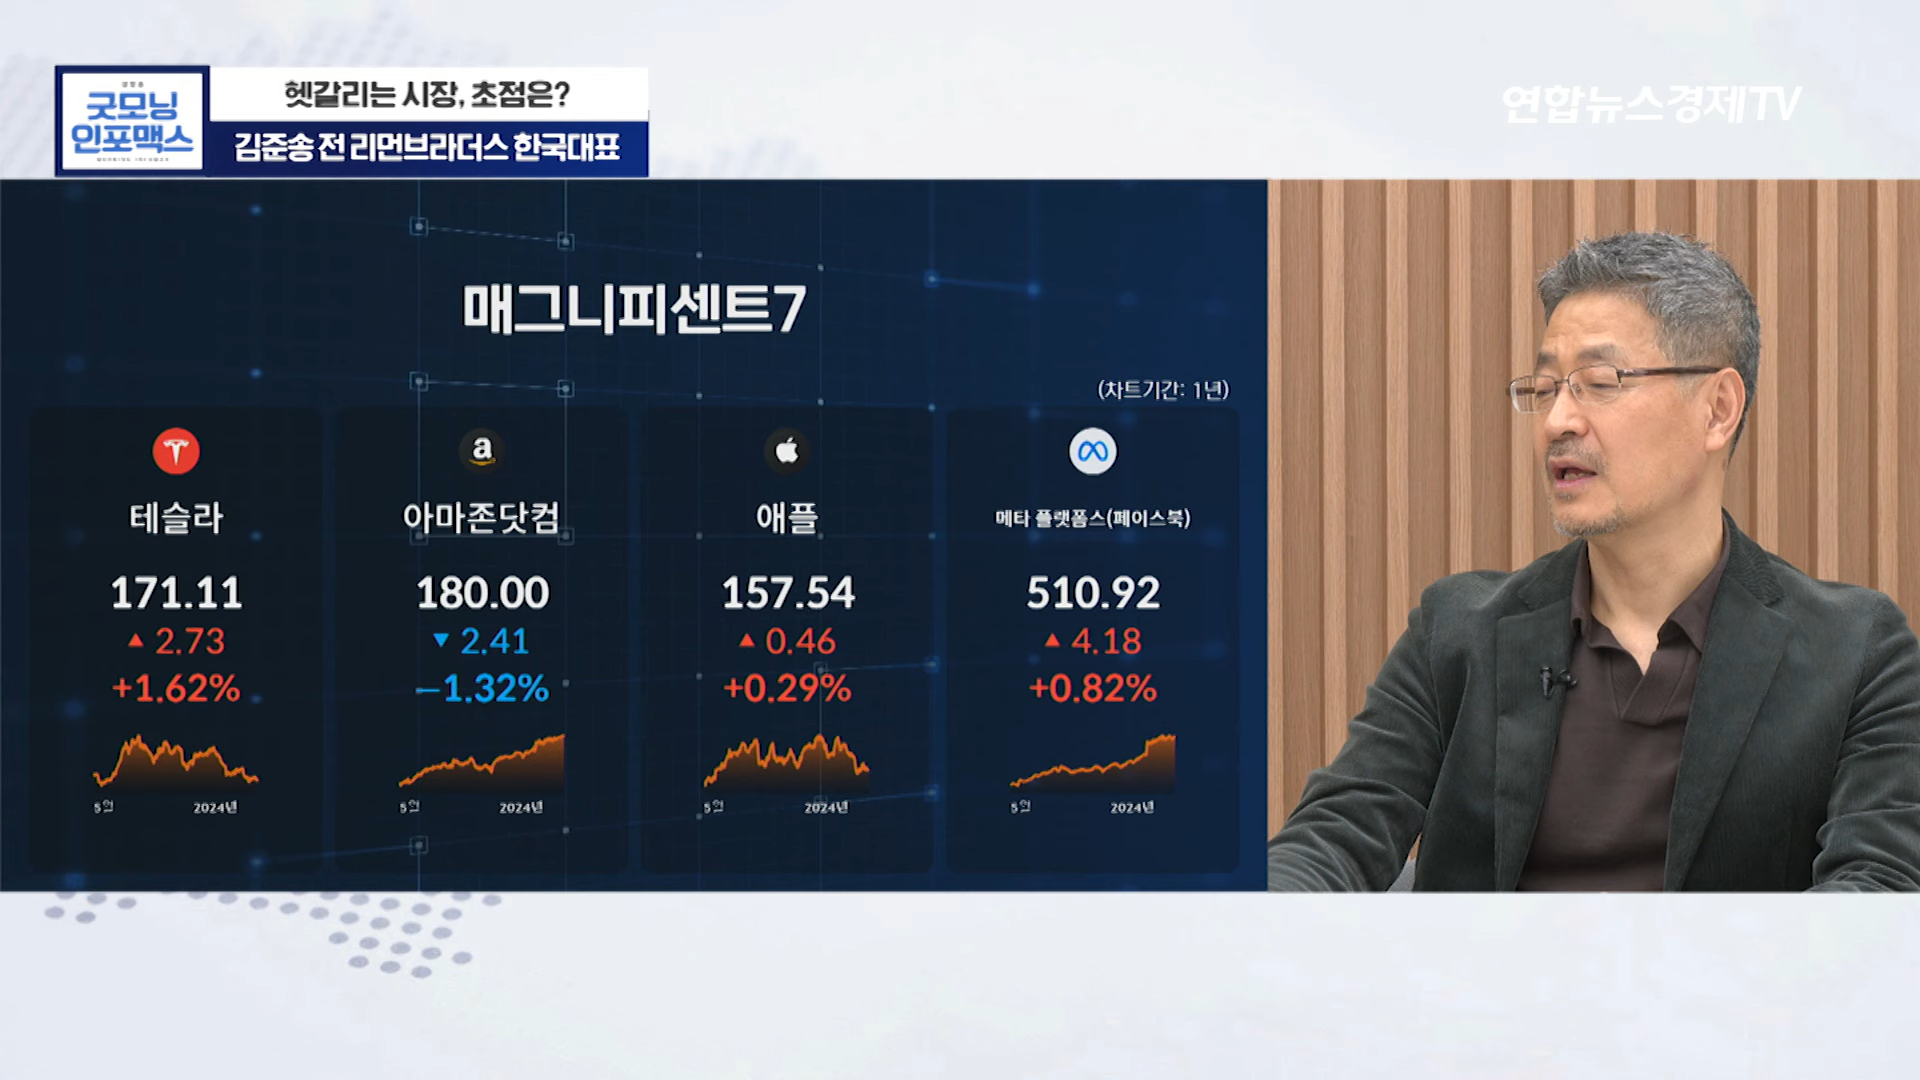 굿모닝
인포맥스
헷갈리는 시장, 초점은?
김준송 전 리먼브라더스 한국대표
연합뉴스경제TV
매그니피센트7
(차트기간: 1년)
테슬라
171.11
▲ 2.73
+1.62%
5월
2024년
아마존닷컴
180.00
▼ 2.41
–1.32%
5월
2024년
애플
157.54
▲ 0.46
+0.29%
5월
2024년
메타 플랫폼스(페이스북)
510.92
▲ 4.18
+0.82%
5월
2024년